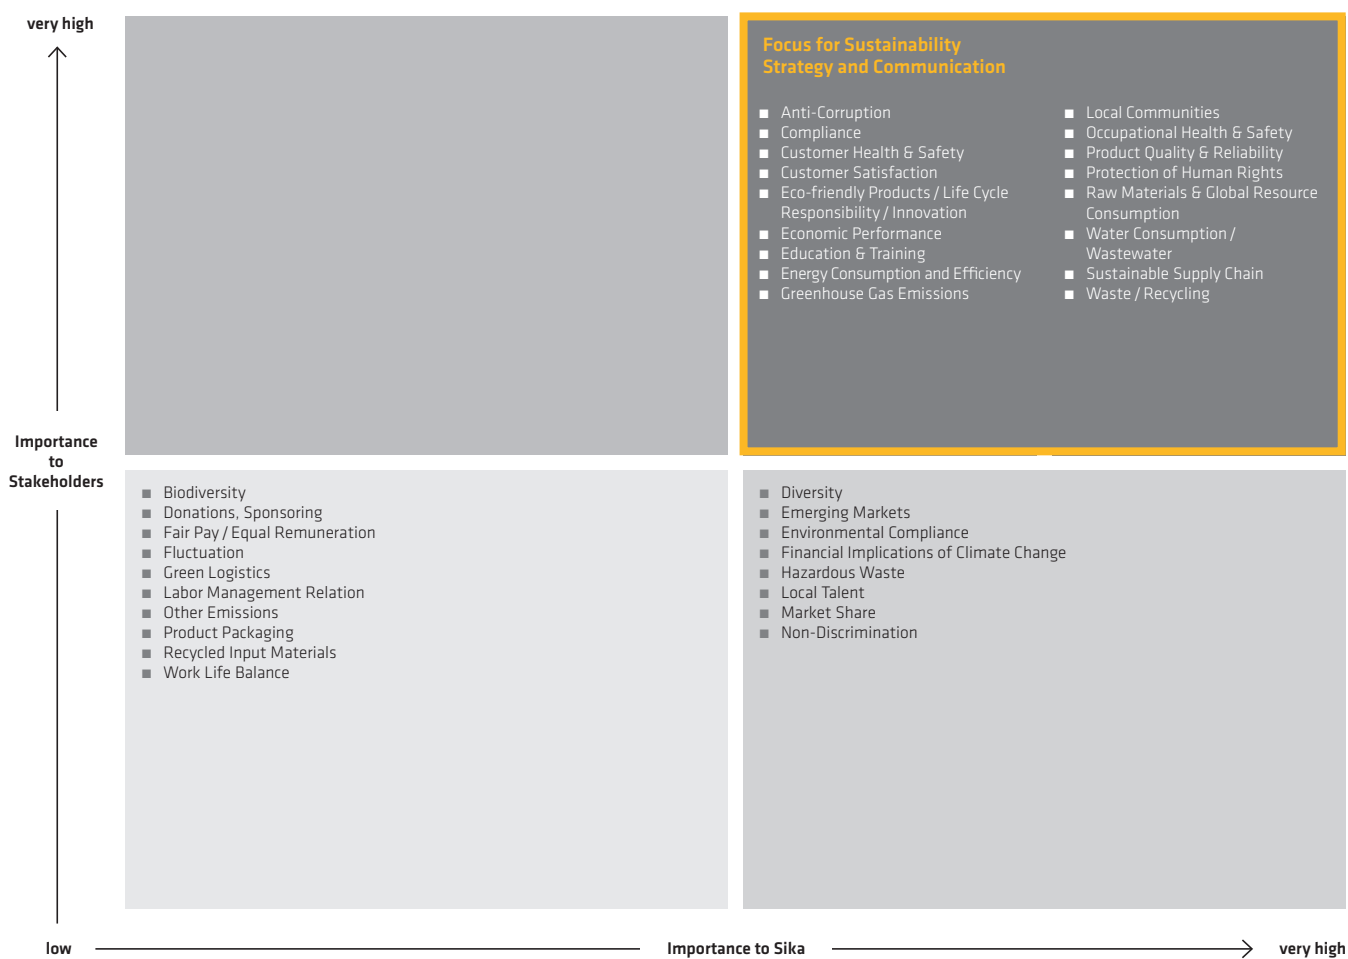 very high
Focus for Sustainability
Strategy and Communication
■ Anti-Corruption
■ Compliance
■ Customer Health & Safety
■ Customer Satisfaction
■ Eco-friendly Products / Life Cycle
Responsibility / Innovation
■ Economic Performance
■ Education & Training
■ Energy Consumption and Efficiency
■ Greenhouse Gas Emissions
■ Local Communities
■ Occupational Health & Safety
■ Product Quality & Reliability
■ Protection of Human Rights
■ Raw Materials & Global Resource
Consumption
■ Water Consumption /
Wastewater
■ Sustainable Supply Chain
■ Waste / Recycling
Importance
to
Stakeholders
■ Biodiversity
■ Donations, Sponsoring
■ Fair Pay / Equal Remuneration
■ Fluctuation
■ Green Logistics
■ Labor Management Relation
■ Other Emissions
■ Product Packaging
■ Recycled Input Materials
■ Work Life Balance
■ Diversity
■ Emerging Markets
■ Environmental Compliance
■ Financial Implications of Climate Change
■ Hazardous Waste
■ Local Talent
■ Market Share
■ Non-Discrimination
low
Importance to Sika
very high